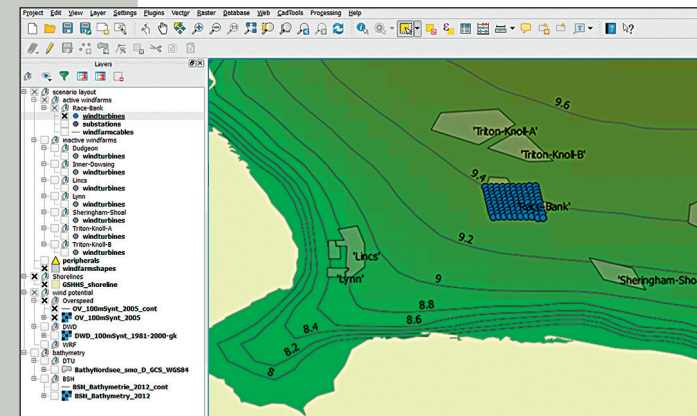 Project Edit View Layer Settings Plugins Vector Raster Database Web CadTools Processing Help
Layers
scenario layout
active windfarms
Race-Bank
windturbines
substations
windfarmcables
inactive windfarms
Dudgeon
windturbines
Inner-Dowsing
windturbines
Lincs
windturbines
Lynn
windturbines
Sheringham-Shoal
windturbines
Triton-Knoll-A
windturbines
Triton-Knoll-B
windturbines
peripherals
windfarmshapes
Shorelines
GSHHS_shoreline
wind potential
Overspeed
OV_100mSynt_2005_cont
OV_100mSynt_2005
DWD
DWD_100mSynt_1981-2000-gk
WRF
bathymetry
DTU
BathyNordsee_smo_D_GCS_WGS84
BSH
BSH_Bathymetrie_2012_cont
BSH_Bathymetry_2012
9.6
'Triton-Knoll-A'
'Triton-Knoll-B'
9.4
'Race-Bank'
9.2
'Lincs'
'Lynn'
9
'Sheringham-Sho
8.8
8.6
8.4
8.2
8